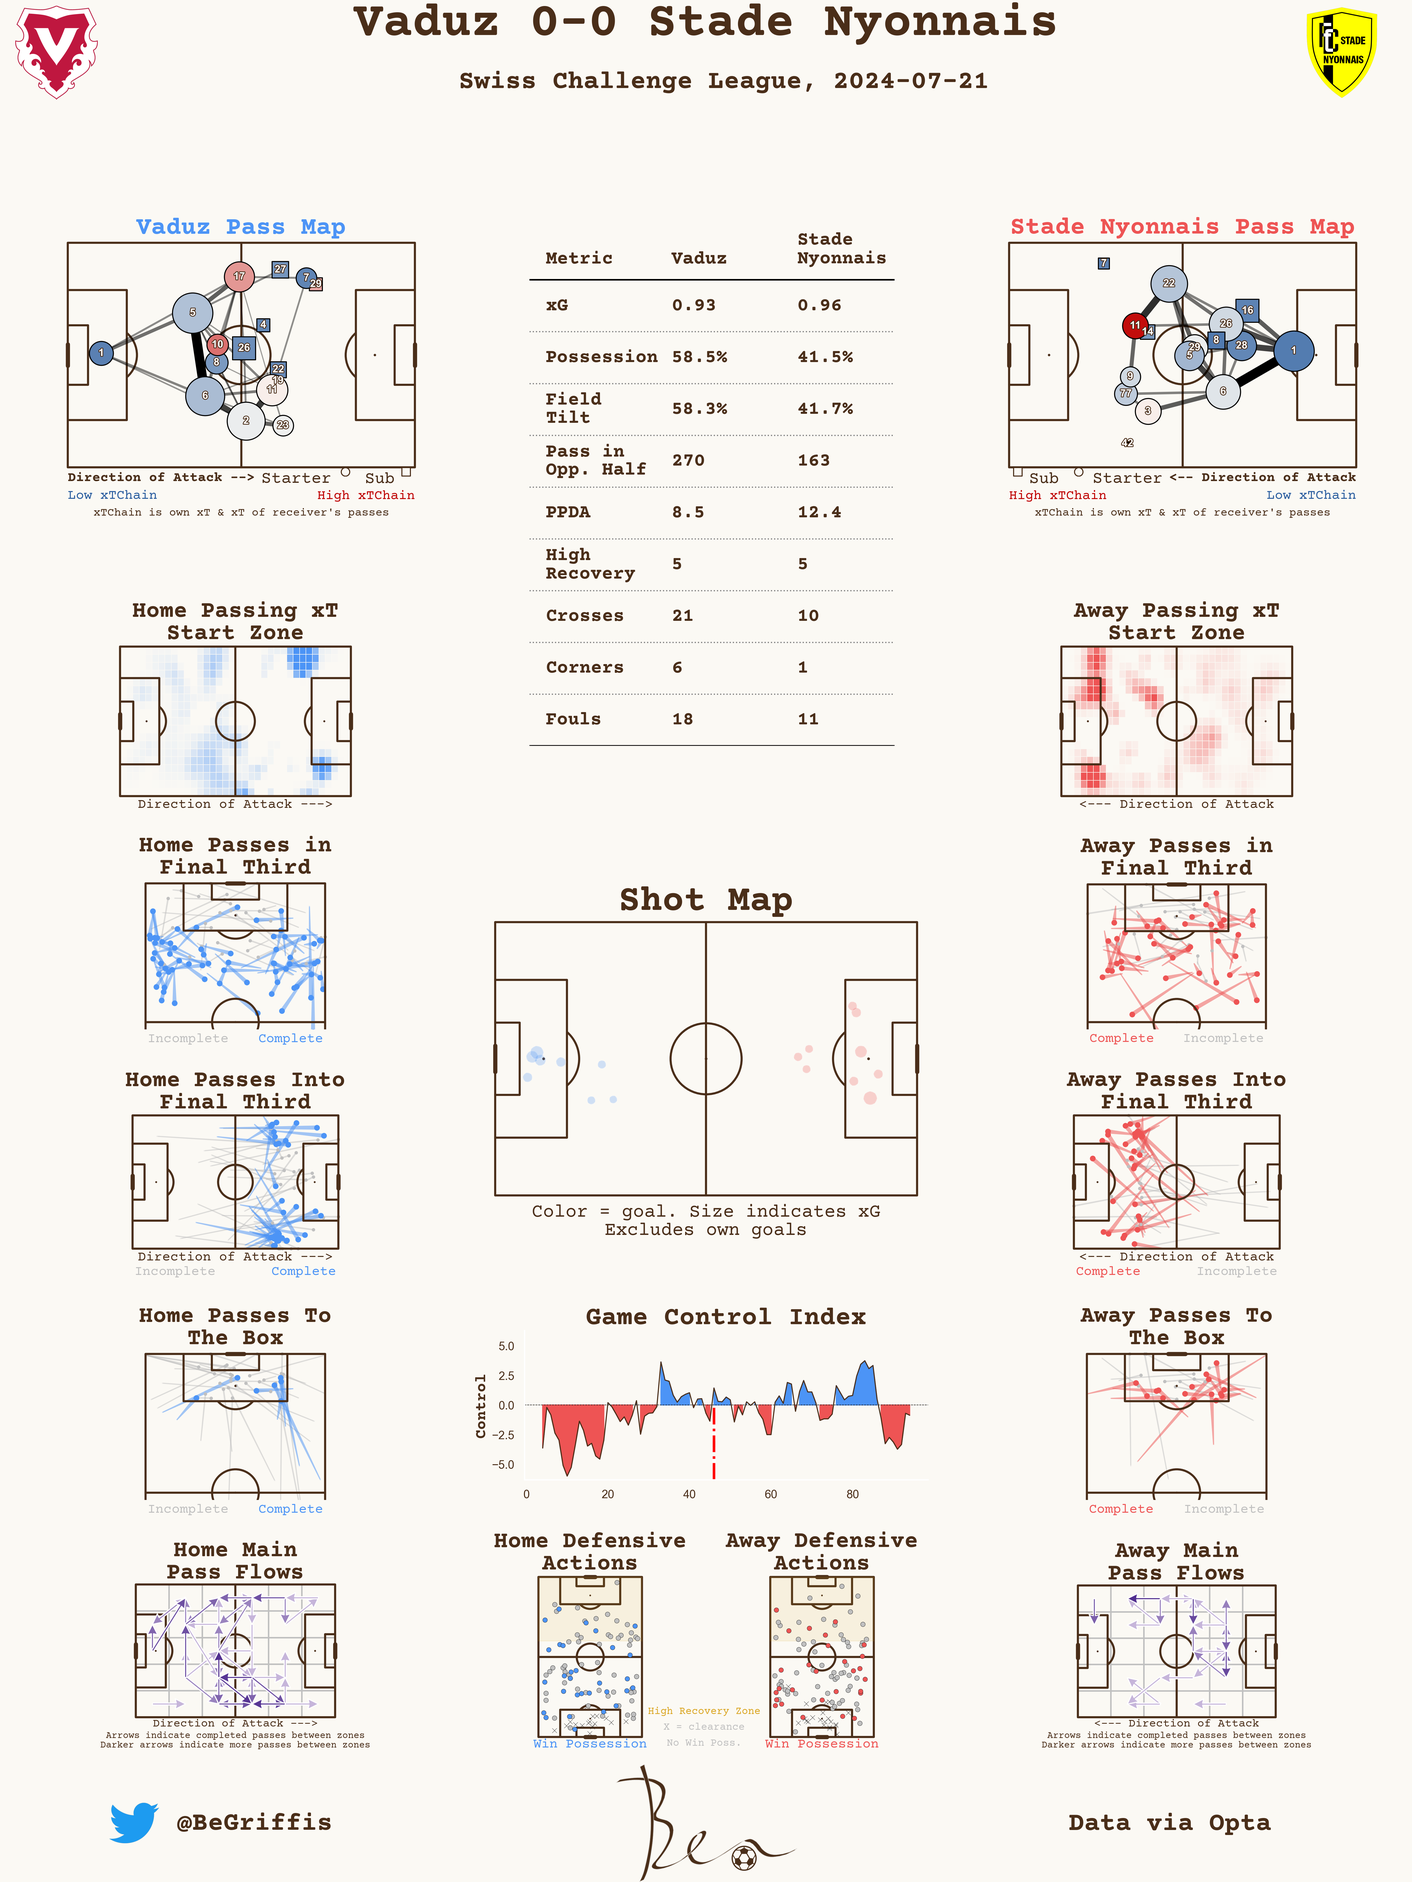 Vaduz 0-0 Stade Nyonnais
Swiss Challenge League, 2024-07-21
FC STADE
NYONNAIS
Vaduz Pass Map
17
27
7
29
5
4
10
26
1
8
22
19
11
6
2
23
Direction of Attack --> Starter Sub
Low xTChain High xTChain
xTChain is own xT & xT of receiver's passes
Metric Vaduz Stade Nyonnais
xG 0.93 0.96
Possession 58.5% 41.5%
Field Tilt 58.3% 41.7%
Pass in Opp. Half 270 163
PPDA 8.5 12.4
High Recovery 5 5
Crosses 21 10
Corners 6 1
Fouls 18 11
Stade Nyonnais Pass Map
7
22
16
11
14
26
8
29
28
5
1
9
77
6
3
42
Sub Starter <-- Direction of Attack
High xTChain Low xTChain
xTChain is own xT & xT of receiver's passes
Home Passing xT
Start Zone
Direction of Attack --->
Away Passing xT
Start Zone
<--- Direction of Attack
Home Passes in
Final Third
Incomplete Complete
Away Passes in
Final Third
Complete Incomplete
Shot Map
Color = goal. Size indicates xG
Excludes own goals
Home Passes Into
Final Third
Direction of Attack --->
Incomplete Complete
Away Passes Into
Final Third
<--- Direction of Attack
Complete Incomplete
Home Passes To
The Box
Incomplete Complete
Game Control Index
Control
5.0
2.5
0.0
−2.5
−5.0
0 20 40 60 80
Away Passes To
The Box
Complete Incomplete
Home Main
Pass Flows
Direction of Attack --->
Arrows indicate completed passes between zones
Darker arrows indicate more passes between zones
Home Defensive
Actions
Win Possession
High Recovery Zone
X = clearance
No Win Poss.
Away Defensive
Actions
Win Possession
Away Main
Pass Flows
<--- Direction of Attack
Arrows indicate completed passes between zones
Darker arrows indicate more passes between zones
@BeGriffis
Ben
Data via Opta